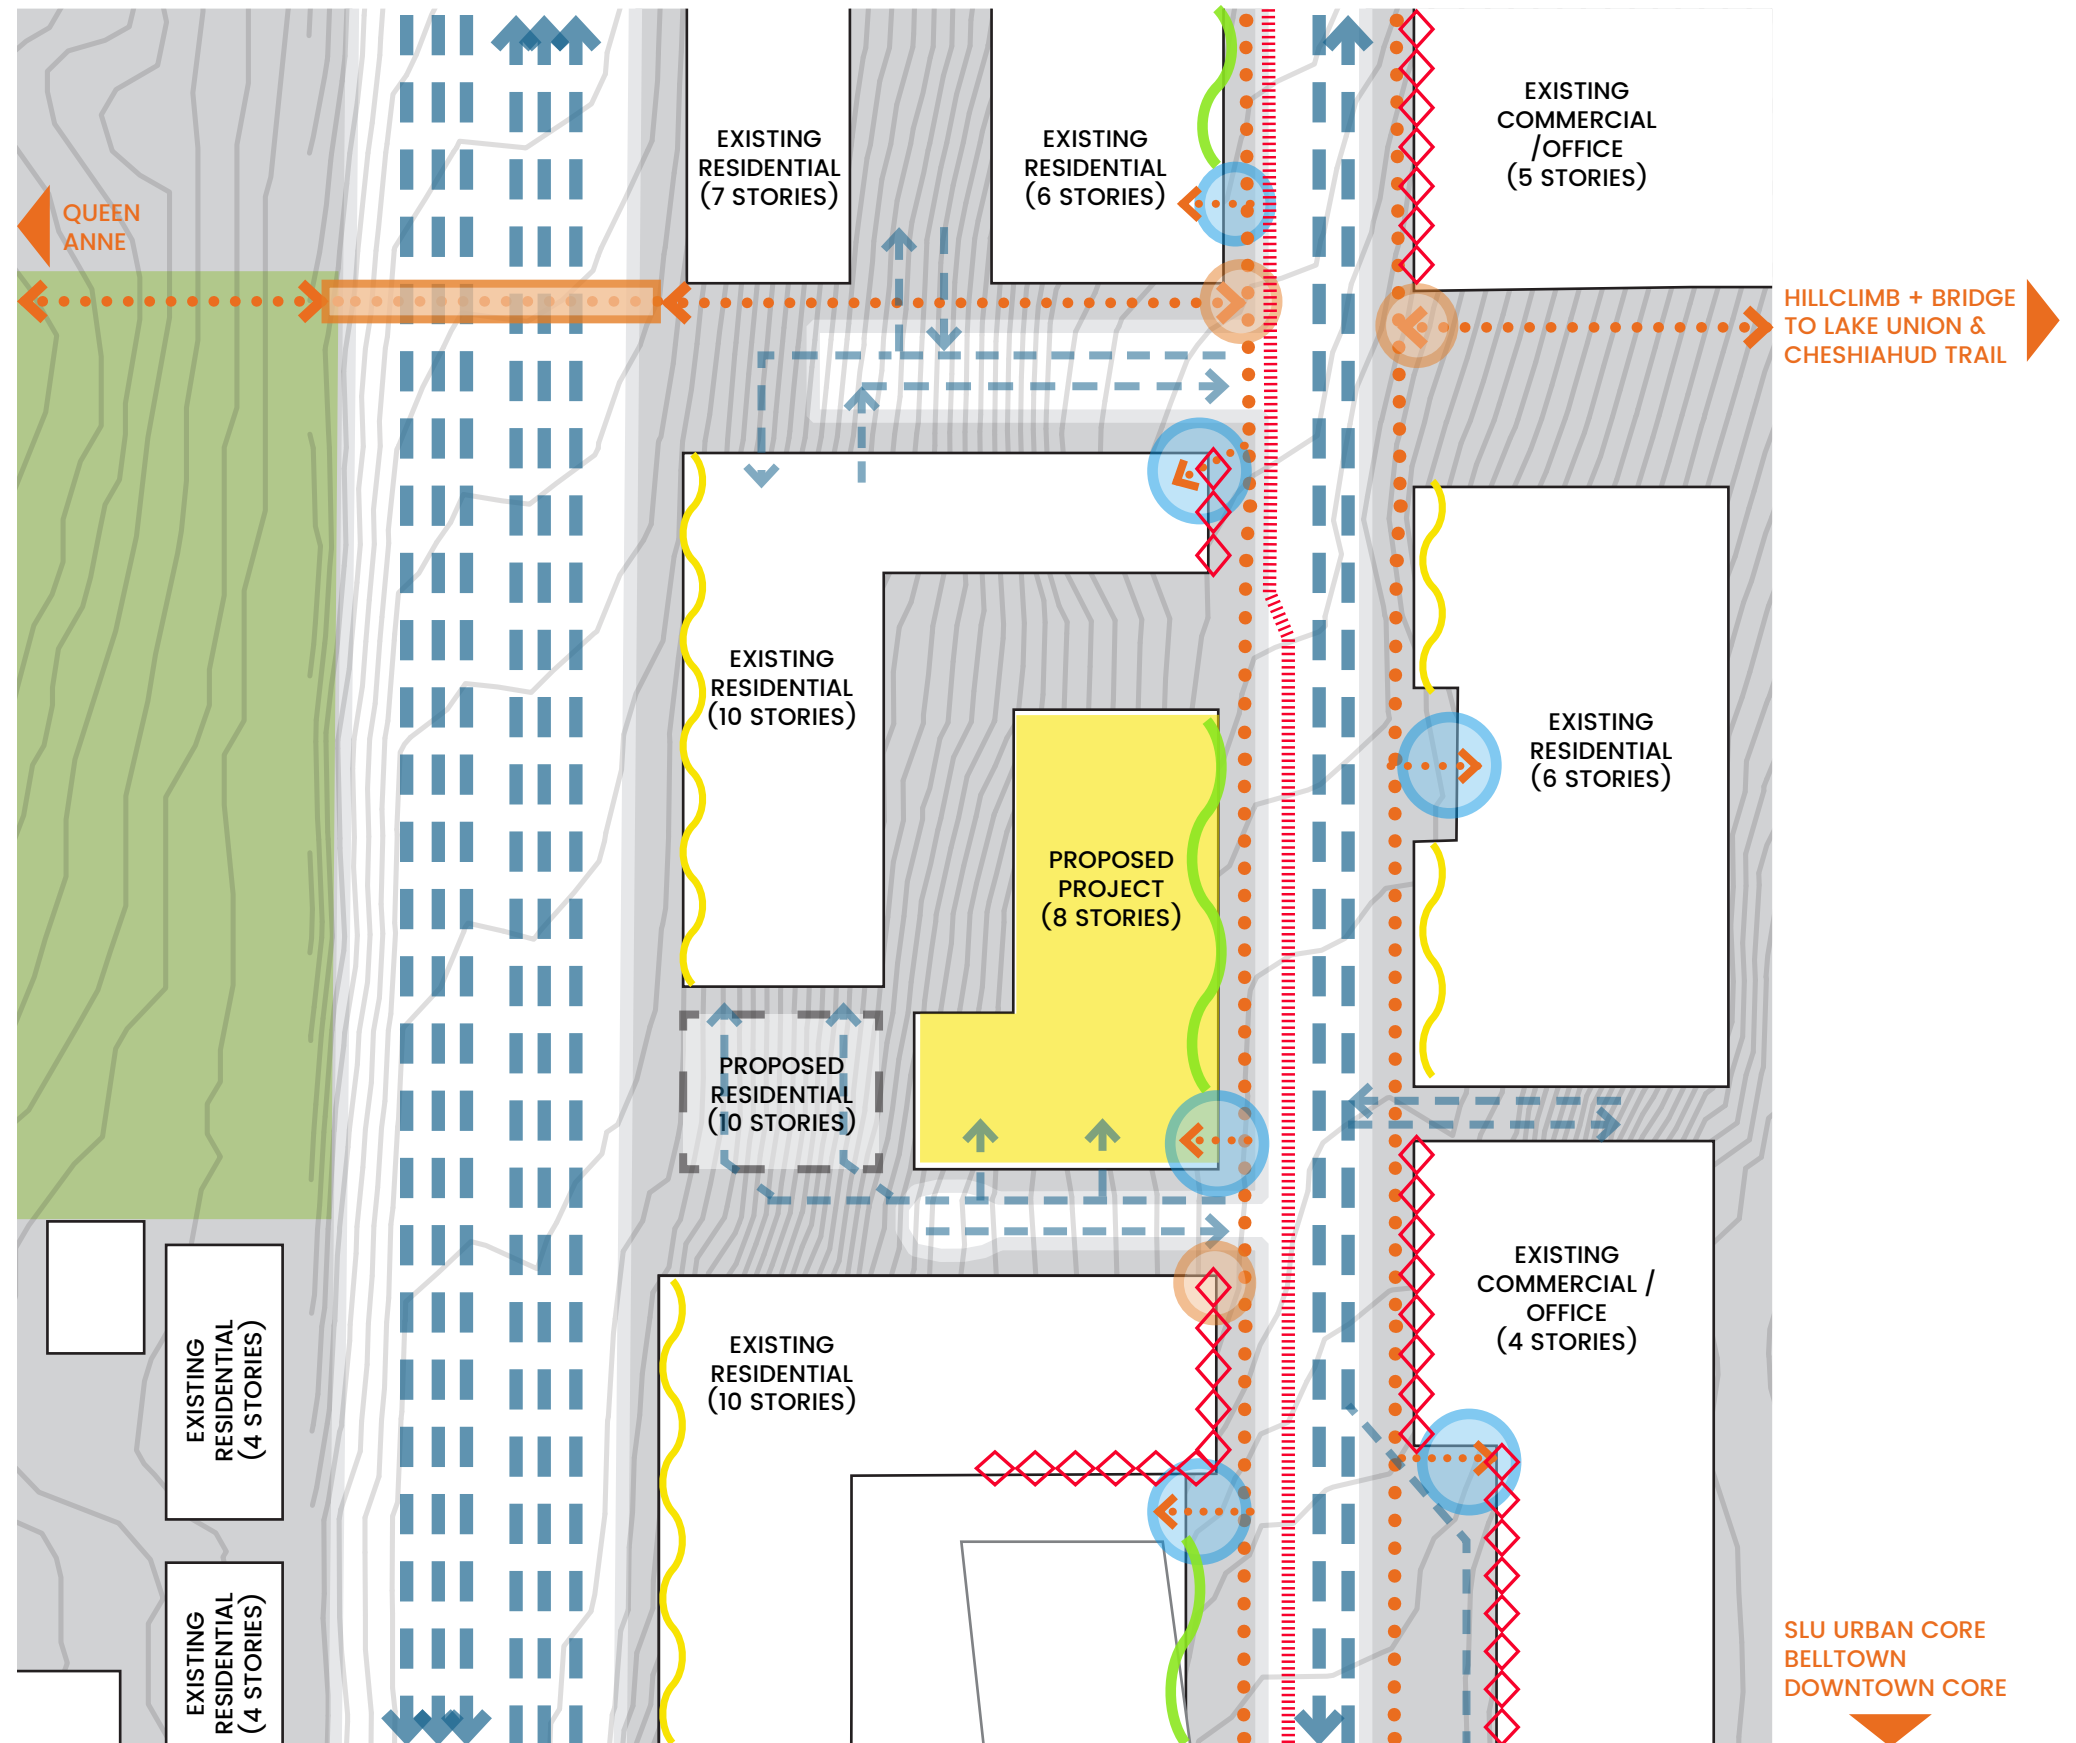 EXISTING
COMMERCIAL
/OFFICE
(5 STORIES)
EXISTING
RESIDENTIAL
(7 STORIES)
EXISTING
RESIDENTIAL
(6 STORIES)
QUEEN
ANNE
HILLCLIMB + BRIDGE
TO LAKE UNION &
CHESHIAHUD TRAIL
EXISTING
RESIDENTIAL
(10 STORIES)
EXISTING
RESIDENTIAL
(6 STORIES)
PROPOSED
PROJECT
(8 STORIES)
PROPOSED
RESIDENTIAL
(10 STORIES)
EXISTING
COMMERCIAL /
OFFICE
(4 STORIES)
EXISTING
RESIDENTIAL
(4 STORIES)
EXISTING
RESIDENTIAL
(10 STORIES)
EXISTING
RESIDENTIAL
(4 STORIES)
SLU URBAN CORE
BELLTOWN
DOWNTOWN CORE